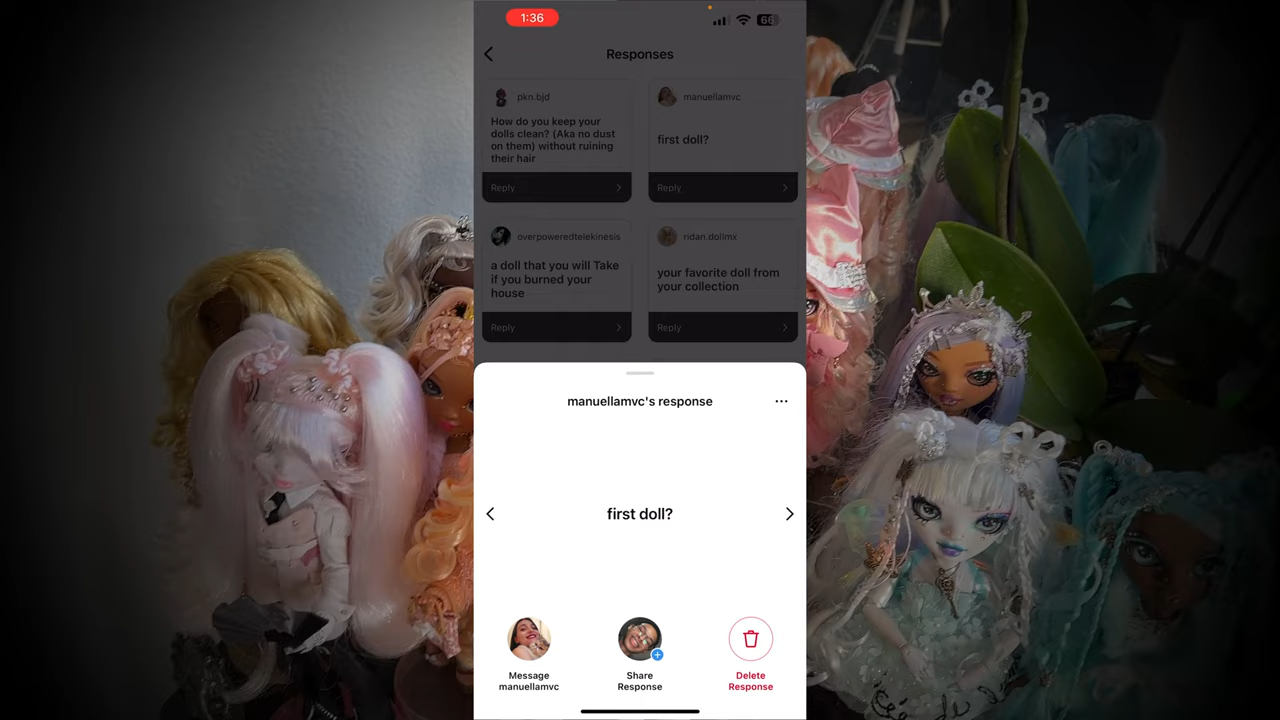 1:36
66
Responses
pkn.bjd
How do you keep your
dolls clean? (Aka no dust
on them) without ruining
their hair
Reply
manuellamvc
first doll?
Reply
overpoweredtelekinesis
a doll that you will Take
if you burned your
house
Reply
ridan.dollmx
your favorite doll from
your collection
Reply
manuellamvc's response
first doll?
Message
manuellamvc
Share
Response
Delete
Response